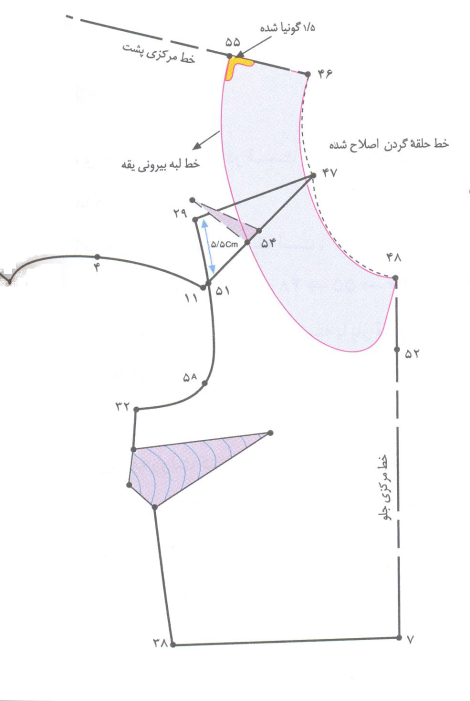 ۱/۵ گونیا شده
۵۵
خط مرکزی پشت
۴۶
خط حلقهٔ گردن اصلاح شده
خط لبه بیرونی یقه
۴۷
۲۹
۵/۵Cm
۵۴
۴
۴۸
۱۱
۵۱
۵۲
۵۸
۳۲
خط مرکزی جلو
۳۸
۷